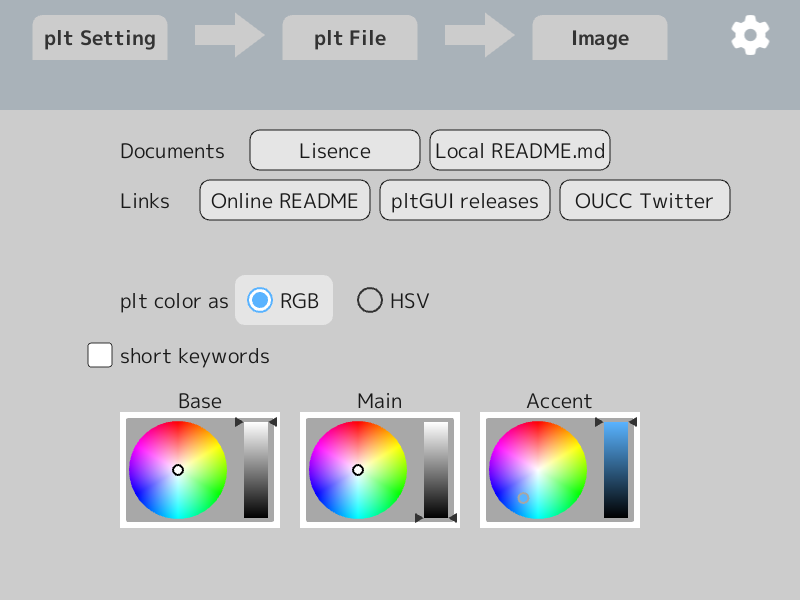 plt Setting plt File Image
Documents Lisence Local README.md
Links Online README pltGUI releases OUCC Twitter
plt color as RGB HSV
short keywords
Base Main Accent